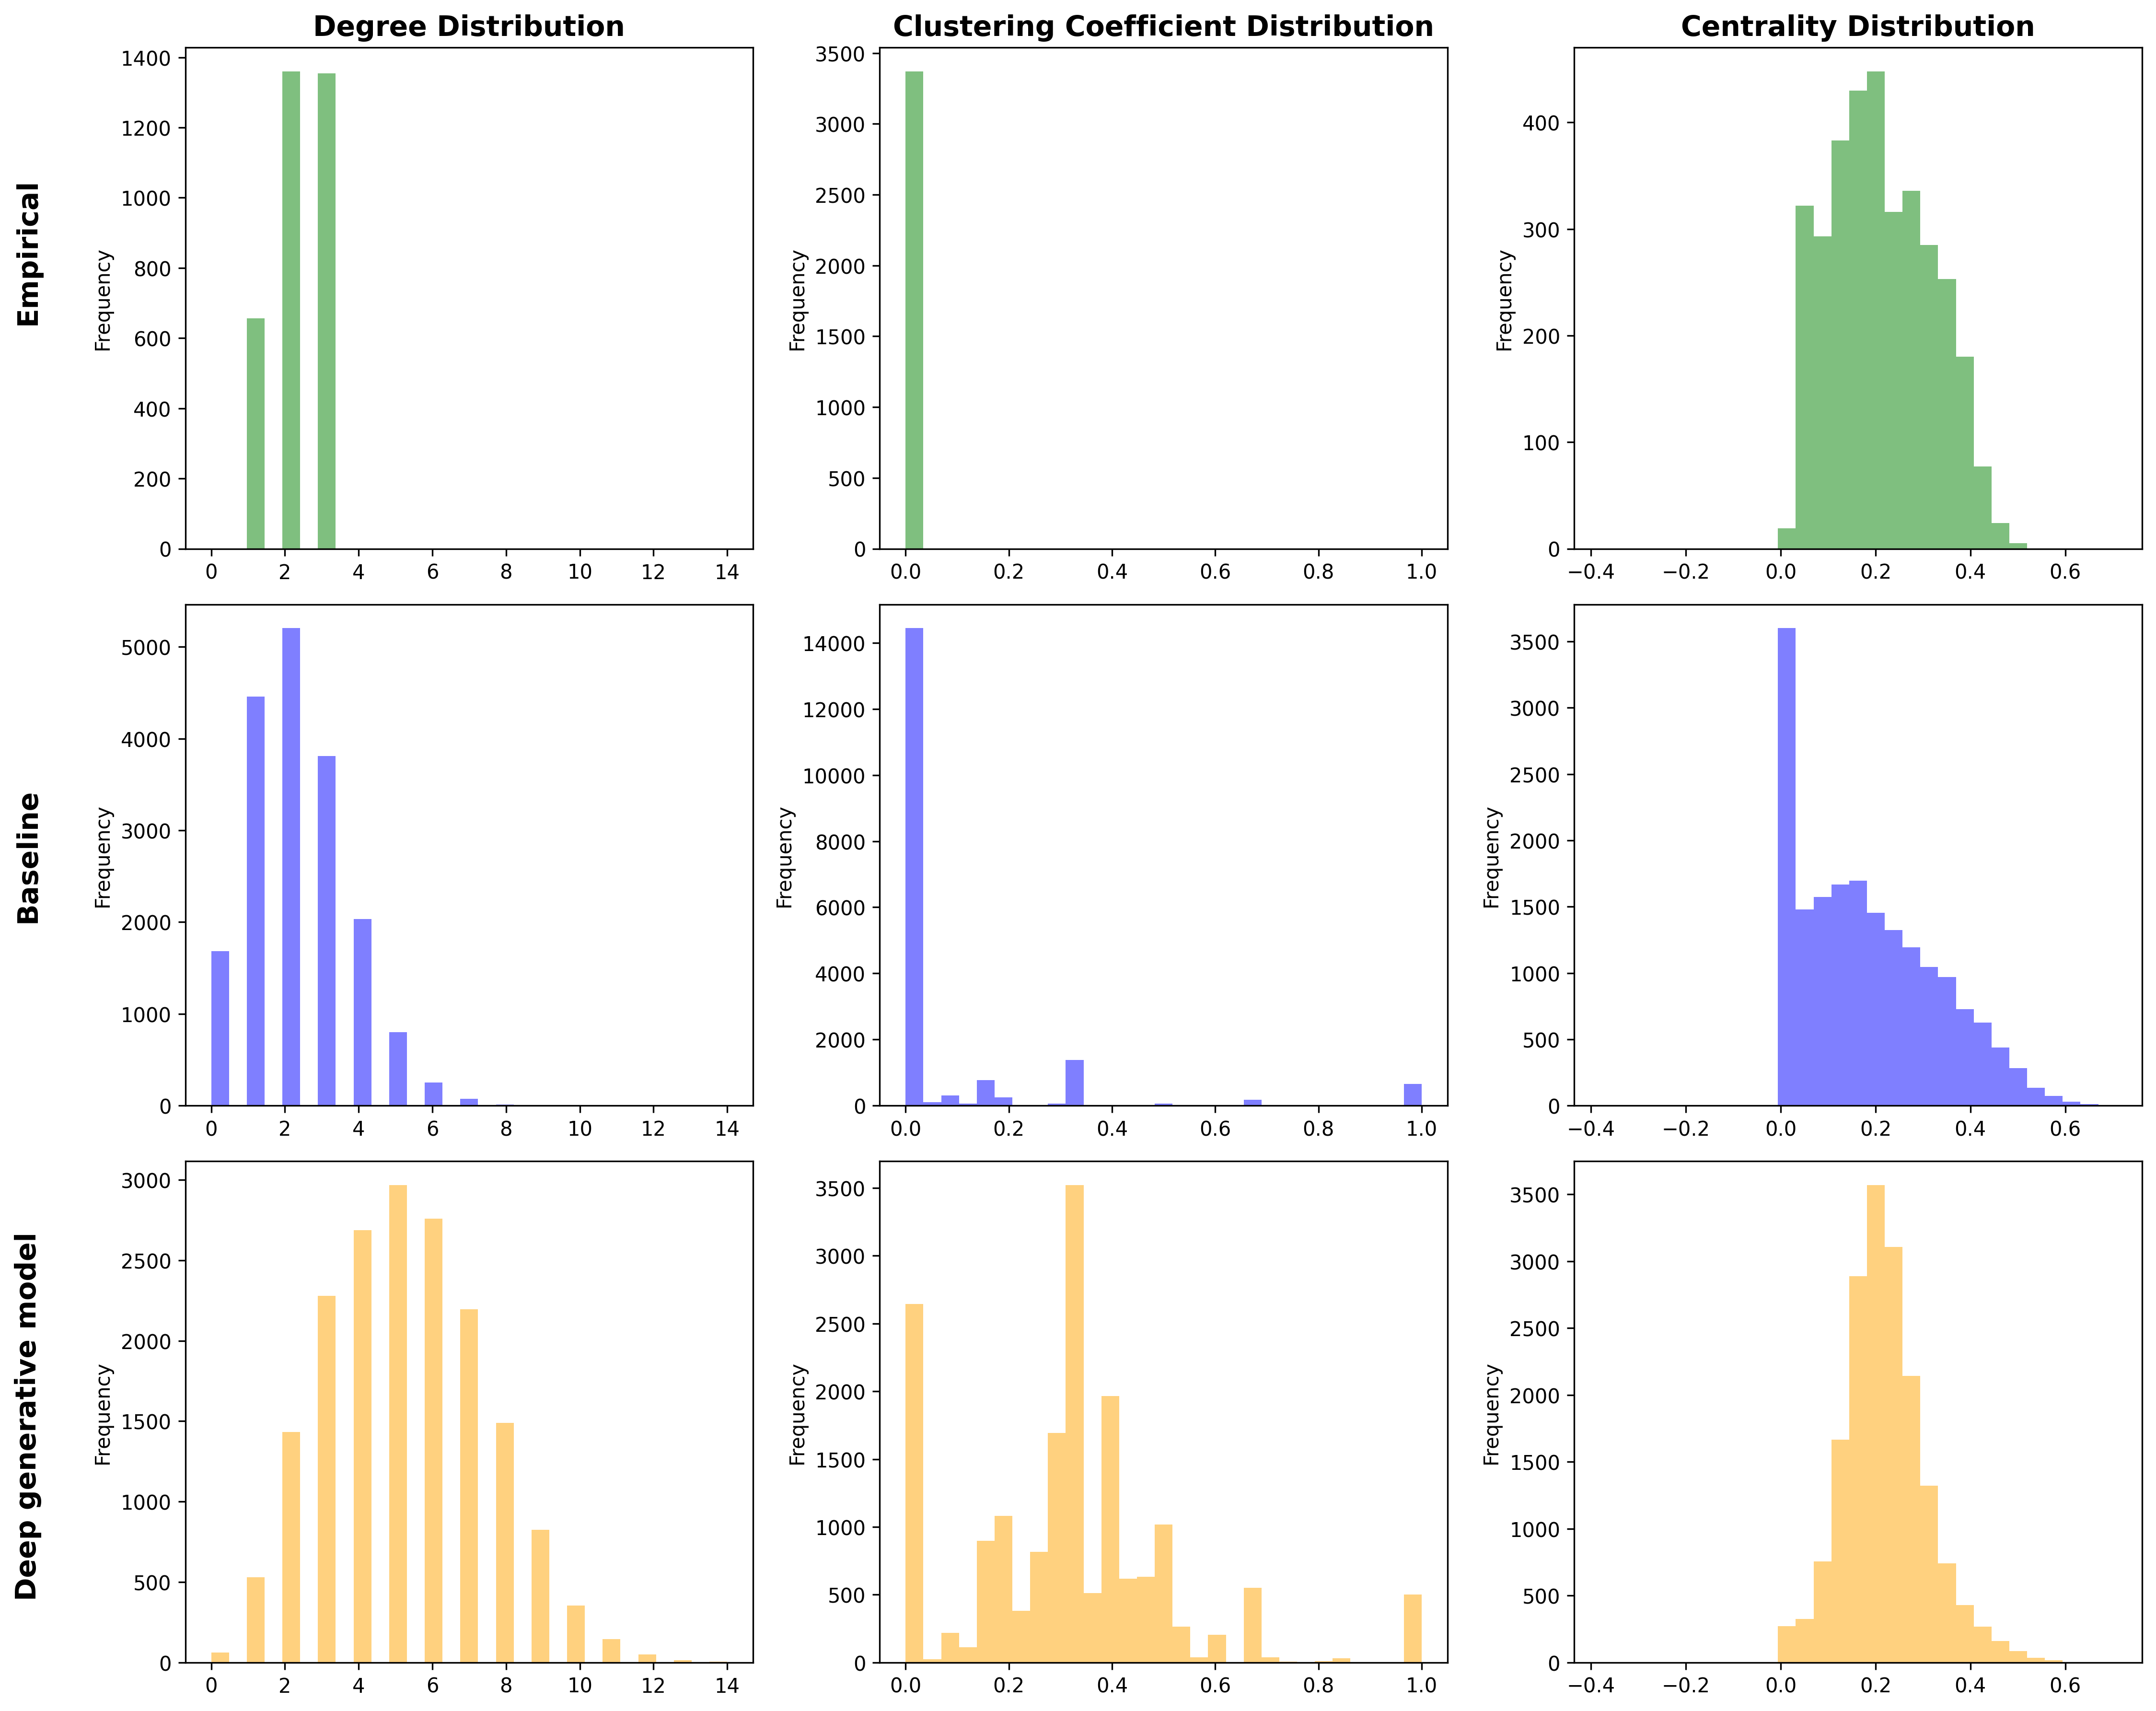 Degree Distribution
Clustering Coefficient Distribution
Centrality Distribution
Empirical
Frequency
1400
1200
1000
800
600
400
200
0
0 2 4 6 8 10 12 14
Frequency
3500
3000
2500
2000
1500
1000
500
0
0.0 0.2 0.4 0.6 0.8 1.0
Frequency
400
300
200
100
0
−0.4 −0.2 0.0 0.2 0.4 0.6
Baseline
Frequency
5000
4000
3000
2000
1000
0
0 2 4 6 8 10 12 14
Frequency
14000
12000
10000
8000
6000
4000
2000
0
0.0 0.2 0.4 0.6 0.8 1.0
Frequency
3500
3000
2500
2000
1500
1000
500
0
−0.4 −0.2 0.0 0.2 0.4 0.6
Deep generative model
Frequency
3000
2500
2000
1500
1000
500
0
0 2 4 6 8 10 12 14
Frequency
3500
3000
2500
2000
1500
1000
500
0
0.0 0.2 0.4 0.6 0.8 1.0
Frequency
3500
3000
2500
2000
1500
1000
500
0
−0.4 −0.2 0.0 0.2 0.4 0.6